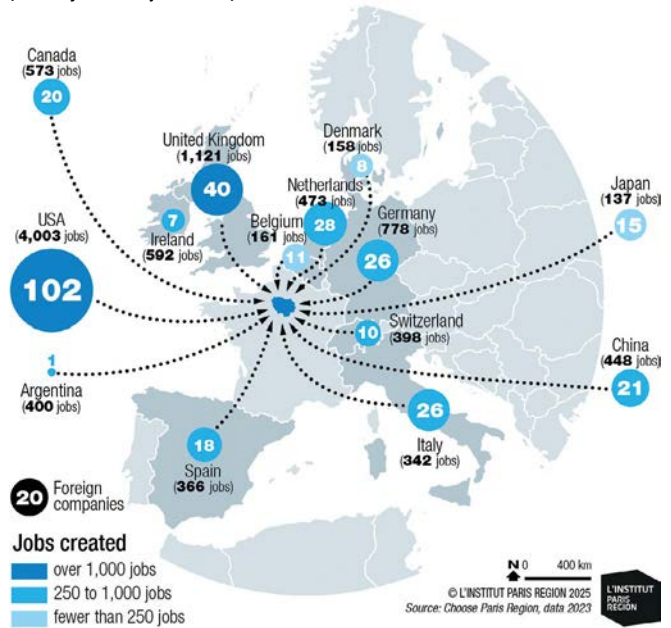 Canada
(573 jobs)
20
United Kingdom
(1,121 jobs)
40
Denmark
(158 jobs)
8
Netherlands
(473 jobs)
28
Germany
(778 jobs)
26
Japan
(137 jobs)
15
USA
(4,003 jobs)
102
7
Ireland
(592 jobs)
Belgium
(161 jobs)
11
10
Switzerland
(398 jobs)
China
(448 jobs)
21
1
Argentina
(400 jobs)
18
Spain
(366 jobs)
26
Italy
(342 jobs)
20 Foreign
companies
Jobs created
over 1,000 jobs
250 to 1,000 jobs
fewer than 250 jobs
N 0 400 km
© L'INSTITUT PARIS REGION 2025
Source: Choose Paris Region, data 2023
L'INSTITUT
PARIS
REGION